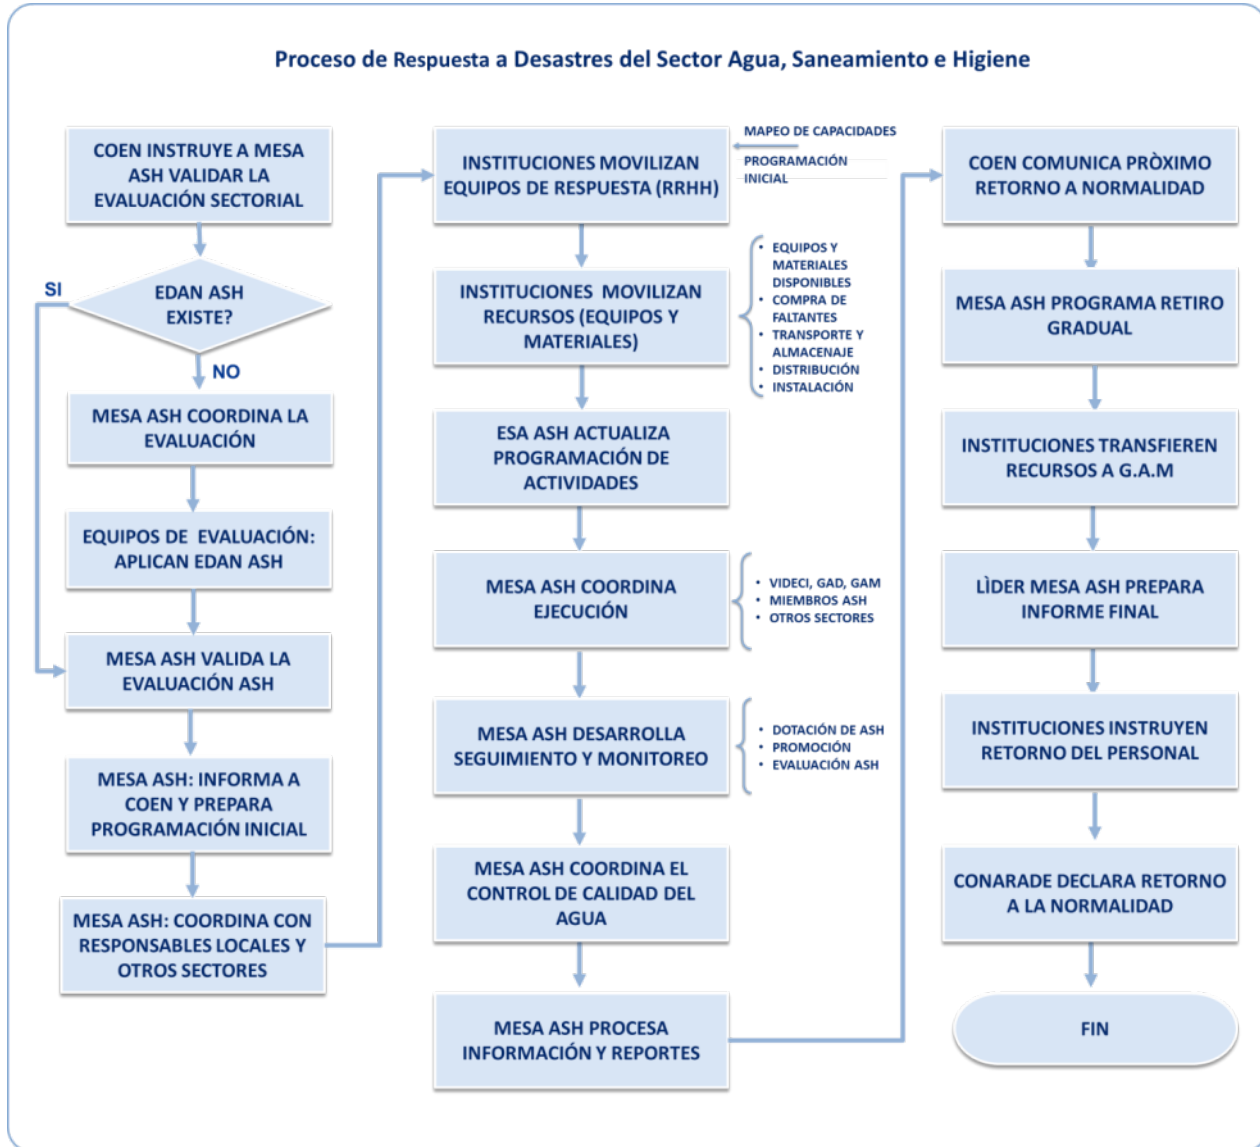 Proceso de Respuesta a Desastres del Sector Agua, Saneamiento e Higiene
COEN INSTRUYE A MESA
ASH VALIDAR LA
EVALUACIÓN SECTORIAL
SI
EDAN ASH
EXISTE?
NO
MESA ASH COORDINA LA
EVALUACIÓN
EQUIPOS DE EVALUACIÓN:
APLICAN EDAN ASH
MESA ASH VALIDA LA
EVALUACIÓN ASH
MESA ASH: INFORMA A
COEN Y PREPARA
PROGRAMACIÓN INICIAL
MESA ASH: COORDINA CON
RESPONSABLES LOCALES Y
OTROS SECTORES
INSTITUCIONES MOVILIZAN
EQUIPOS DE RESPUESTA (RRHH)
MAPEO DE CAPACIDADES
PROGRAMACIÓN
INICIAL
INSTITUCIONES MOVILIZAN
RECURSOS (EQUIPOS Y
MATERIALES)
• EQUIPOS Y
MATERIALES
DISPONIBLES
• COMPRA DE
FALTANTES
• TRANSPORTE Y
ALMACENAJE
• DISTRIBUCIÓN
• INSTALACIÓN
ESA ASH ACTUALIZA
PROGRAMACIÓN DE
ACTIVIDADES
MESA ASH COORDINA
EJECUCIÓN
• VIDECI, GAD, GAM
• MIEMBROS ASH
• OTROS SECTORES
MESA ASH DESARROLLA
SEGUIMIENTO Y MONITOREO
• DOTACIÓN DE ASH
• PROMOCIÓN
• EVALUACIÓN ASH
MESA ASH COORDINA EL
CONTROL DE CALIDAD DEL
AGUA
MESA ASH PROCESA
INFORMACIÓN Y REPORTES
COEN COMUNICA PRÒXIMO
RETORNO A NORMALIDAD
MESA ASH PROGRAMA RETIRO
GRADUAL
INSTITUCIONES TRANSFIEREN
RECURSOS A G.A.M
LÌDER MESA ASH PREPARA
INFORME FINAL
INSTITUCIONES INSTRUYEN
RETORNO DEL PERSONAL
CONARADE DECLARA RETORNO
A LA NORMALIDAD
FIN